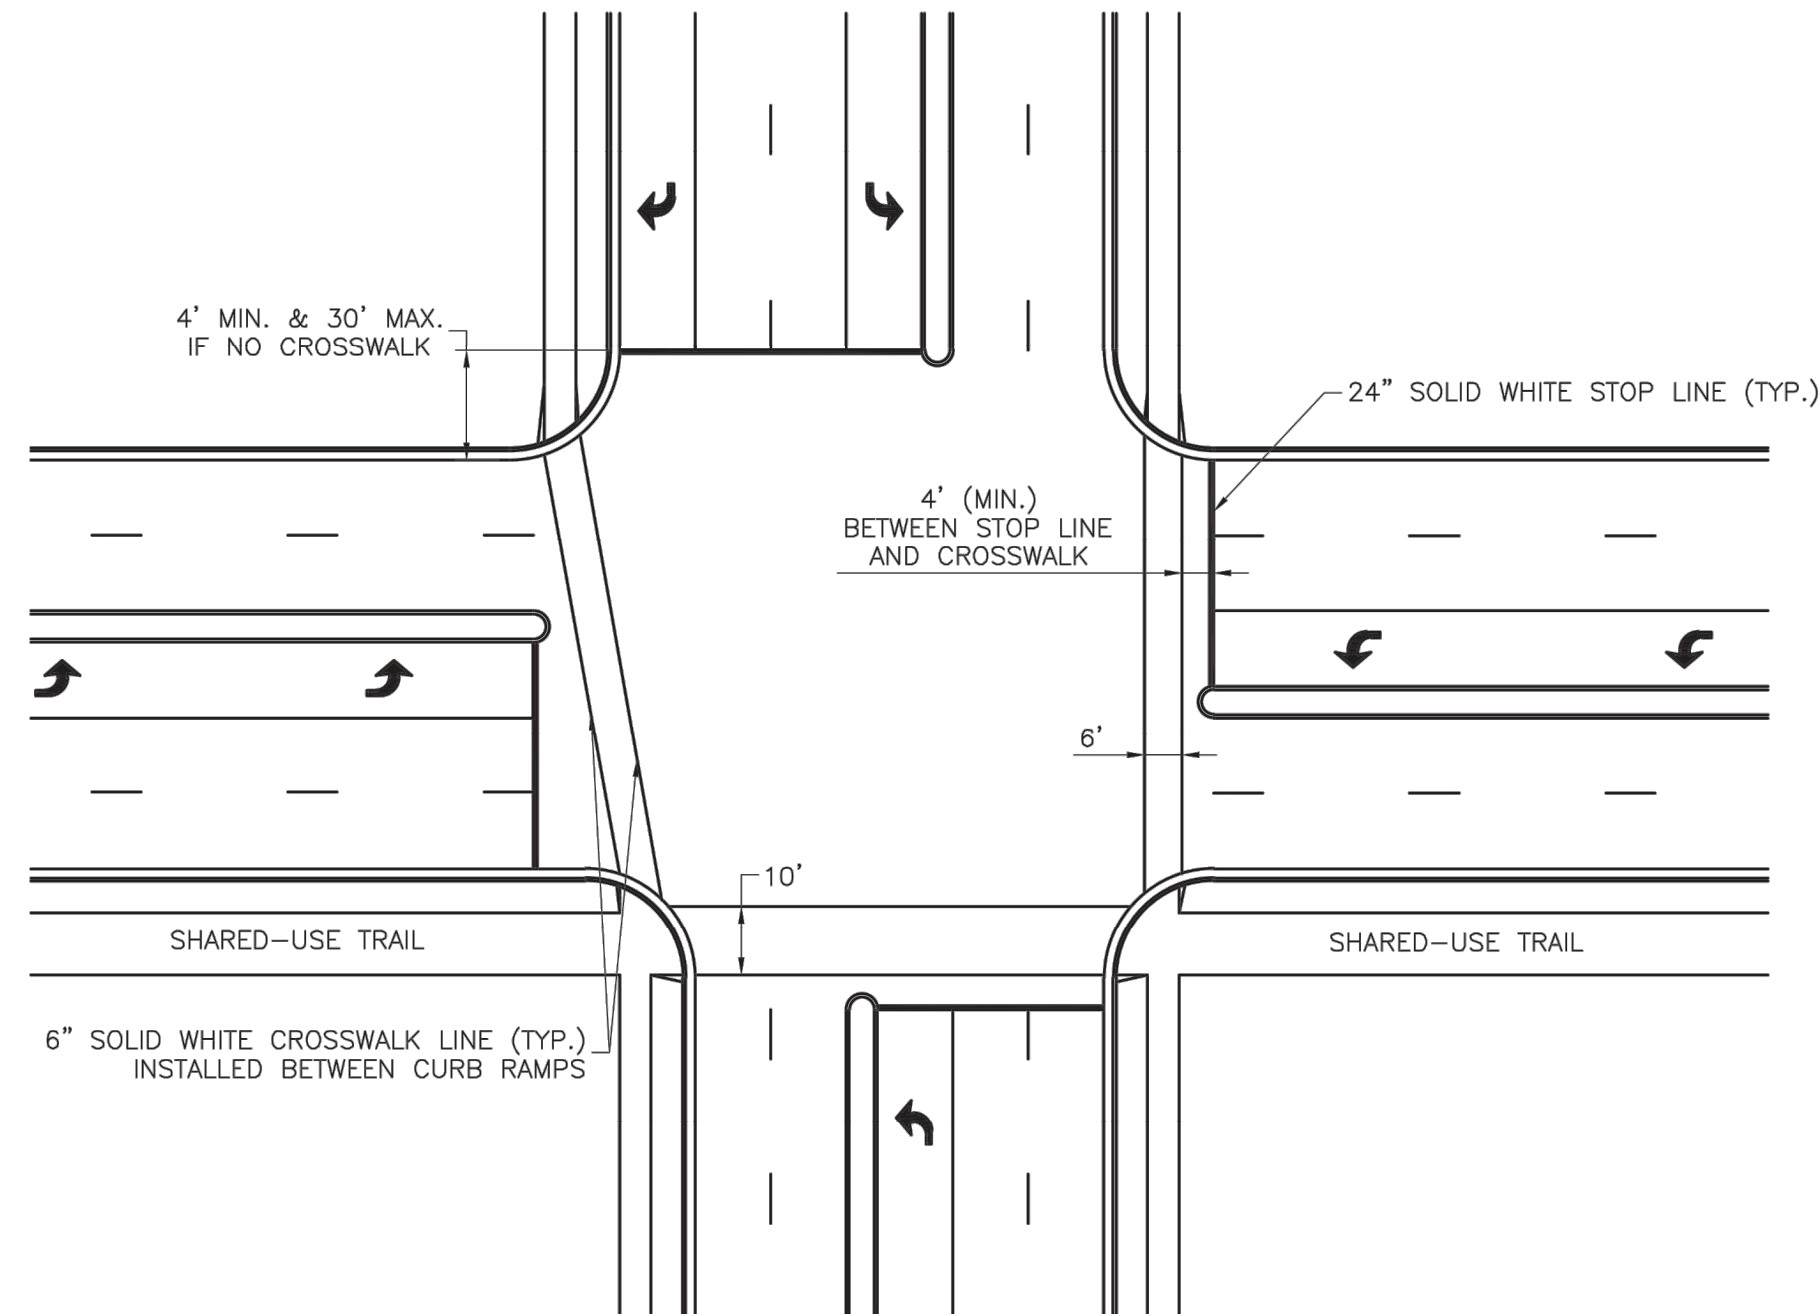 4’ MIN. & 30’ MAX.
IF NO CROSSWALK
24” SOLID WHITE STOP LINE (TYP.)
4’ (MIN.)
BETWEEN STOP LINE
AND CROSSWALK
6’
10’
SHARED-USE TRAIL
SHARED-USE TRAIL
6” SOLID WHITE CROSSWALK LINE (TYP.)
INSTALLED BETWEEN CURB RAMPS